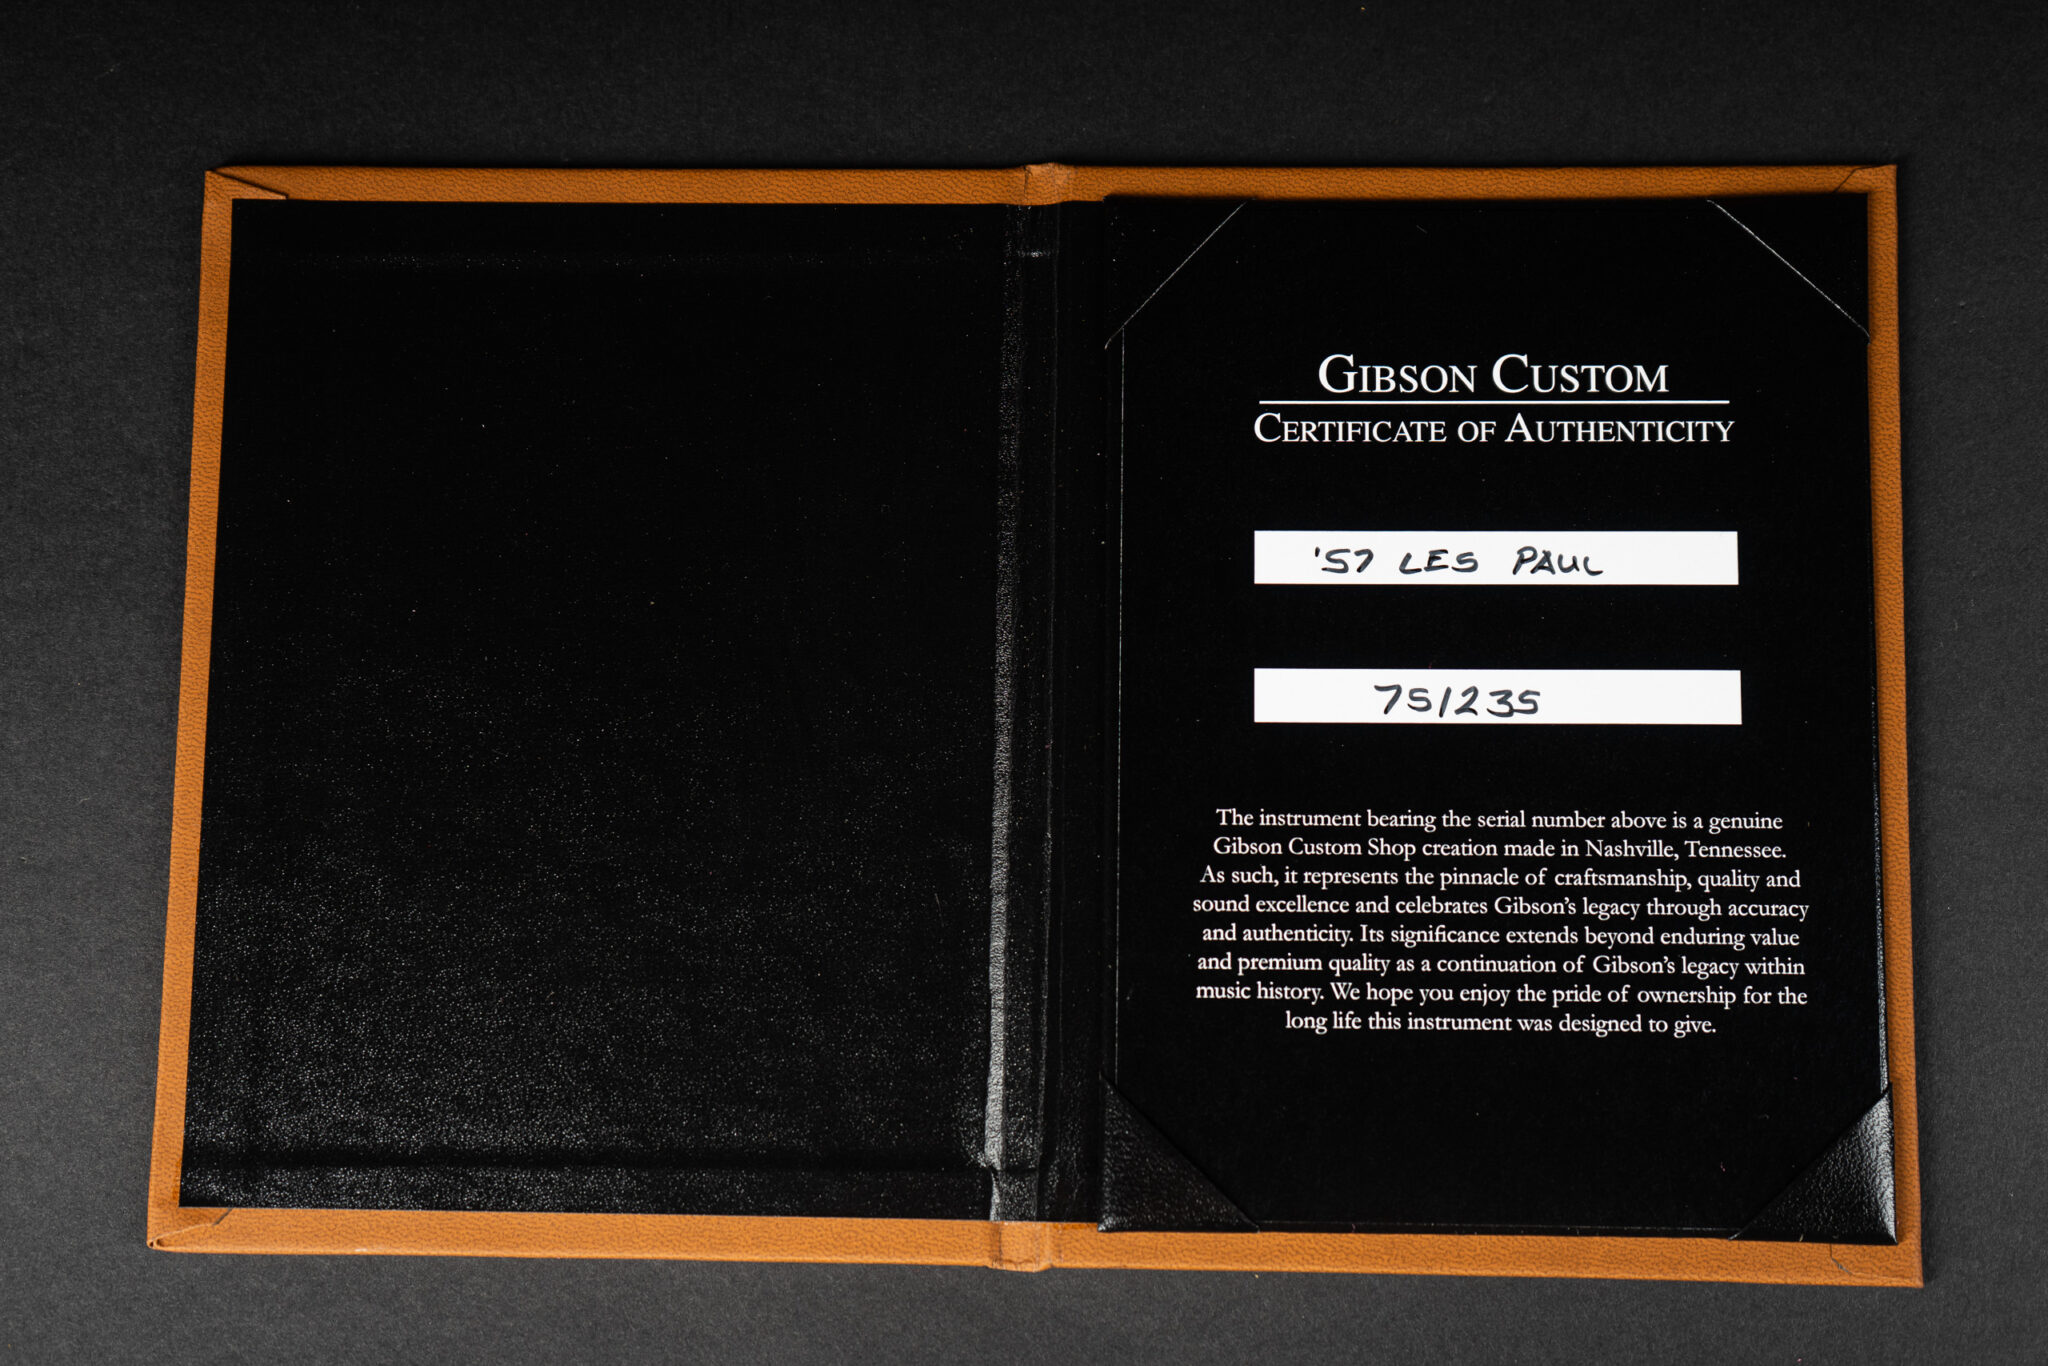 GIBSON CUSTOM
CERTIFICATE OF AUTHENTICITY
'57 LES PAUL
751235
The instrument bearing the serial number above is a genuine
Gibson Custom Shop creation made in Nashville, Tennessee.
As such, it represents the pinnacle of craftsmanship, quality and
sound excellence and celebrates Gibson's legacy through accuracy
and authenticity. Its significance extends beyond enduring value
and premium quality as a continuation of Gibson's legacy within
music history. We hope you enjoy the pride of ownership for the
long life this instrument was designed to give.